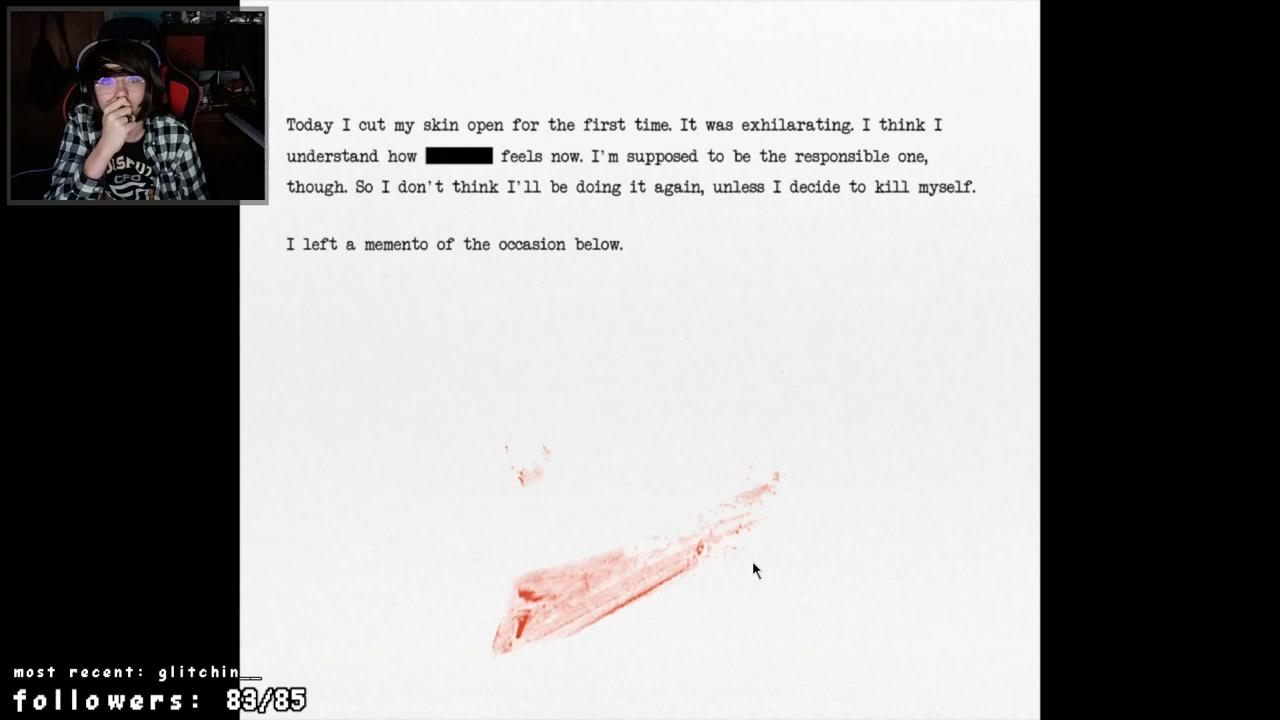 Today I cut my skin open for the first time. It was exhilarating. I think I
understand how feels now. I'm supposed to be the responsible one,
though. So I don't think I'll be doing it again, unless I decide to kill myself.
I left a memento of the occasion below.
most recent: glitchin__
followers: 83/85